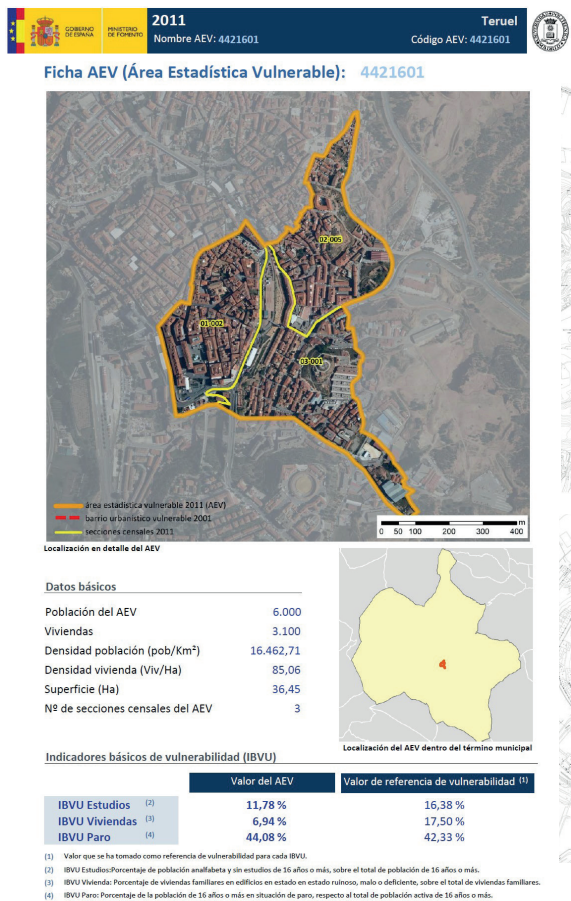 GOBIERNO DE ESPAÑA
MINISTERIO DE FOMENTO
2011
Teruel
Nombre AEV: 4421601
Código AEV: 4421601
Ficha AEV (Área Estadística Vulnerable): 4421601
02-005
01-002
03-001
área estadística vulnerable 2011 (AEV)
barrio urbanístico vulnerable 2001
secciones censales 2011
m
0 50 100 200 300 400
Localización en detalle del AEV
Datos básicos
Población del AEV 6.000
Viviendas 3.100
Densidad población (pob/Km²) 16.462,71
Densidad vivienda (Viv/Ha) 85,06
Superficie (Ha) 36,45
Nº de secciones censales del AEV 3
Localización del AEV dentro del término municipal
Indicadores básicos de vulnerabilidad (IBVU)
Valor del AEV Valor de referencia de vulnerabilidad (1)
IBVU Estudios (2) 11,78 % 16,38 %
IBVU Viviendas (3) 6,94 % 17,50 %
IBVU Paro (4) 44,08 % 42,33 %
(1) Valor que se ha tomado como referencia de vulnerabilidad para cada IBVU.
(2) IBVU Estudios:Porcentaje de población analfabeta y sin estudios de 16 años o más, sobre el total de población de 16 años o más.
(3) IBVU Vivienda: Porcentaje de viviendas familiares en edificios en estado en estado ruinoso, malo o deficiente, sobre el total de viviendas familiares.
(4) IBVU Paro: Porcentaje de la población de 16 años o más en situación de paro, respecto al total de población activa de 16 años o más.